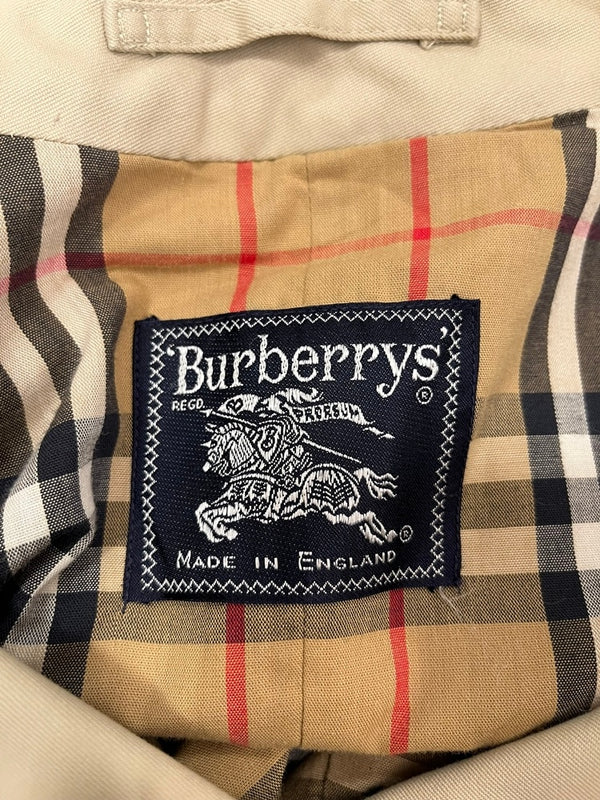 'Burberrys'
®
REGD.
PRORSUM
®
MADE IN ENGLAND